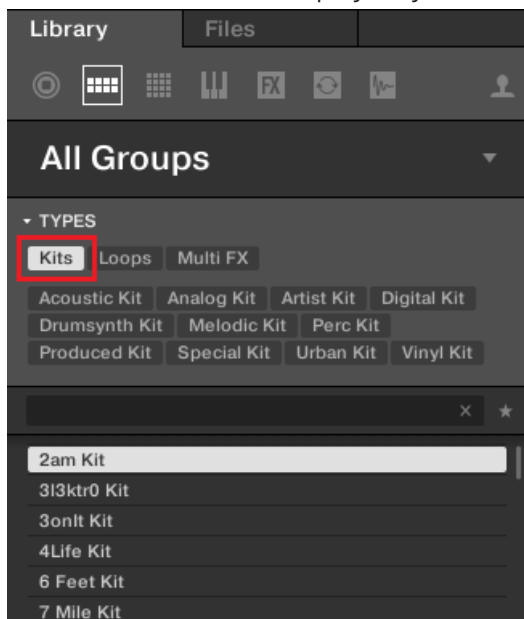 Library Files
FX
All Groups
TYPES
Kits Loops Multi FX
Acoustic Kit Analog Kit Artist Kit Digital Kit
Drumsynth Kit Melodic Kit Perc Kit
Produced Kit Special Kit Urban Kit Vinyl Kit
2am Kit
3l3ktr0 Kit
3onIt Kit
4Life Kit
6 Feet Kit
7 Mile Kit